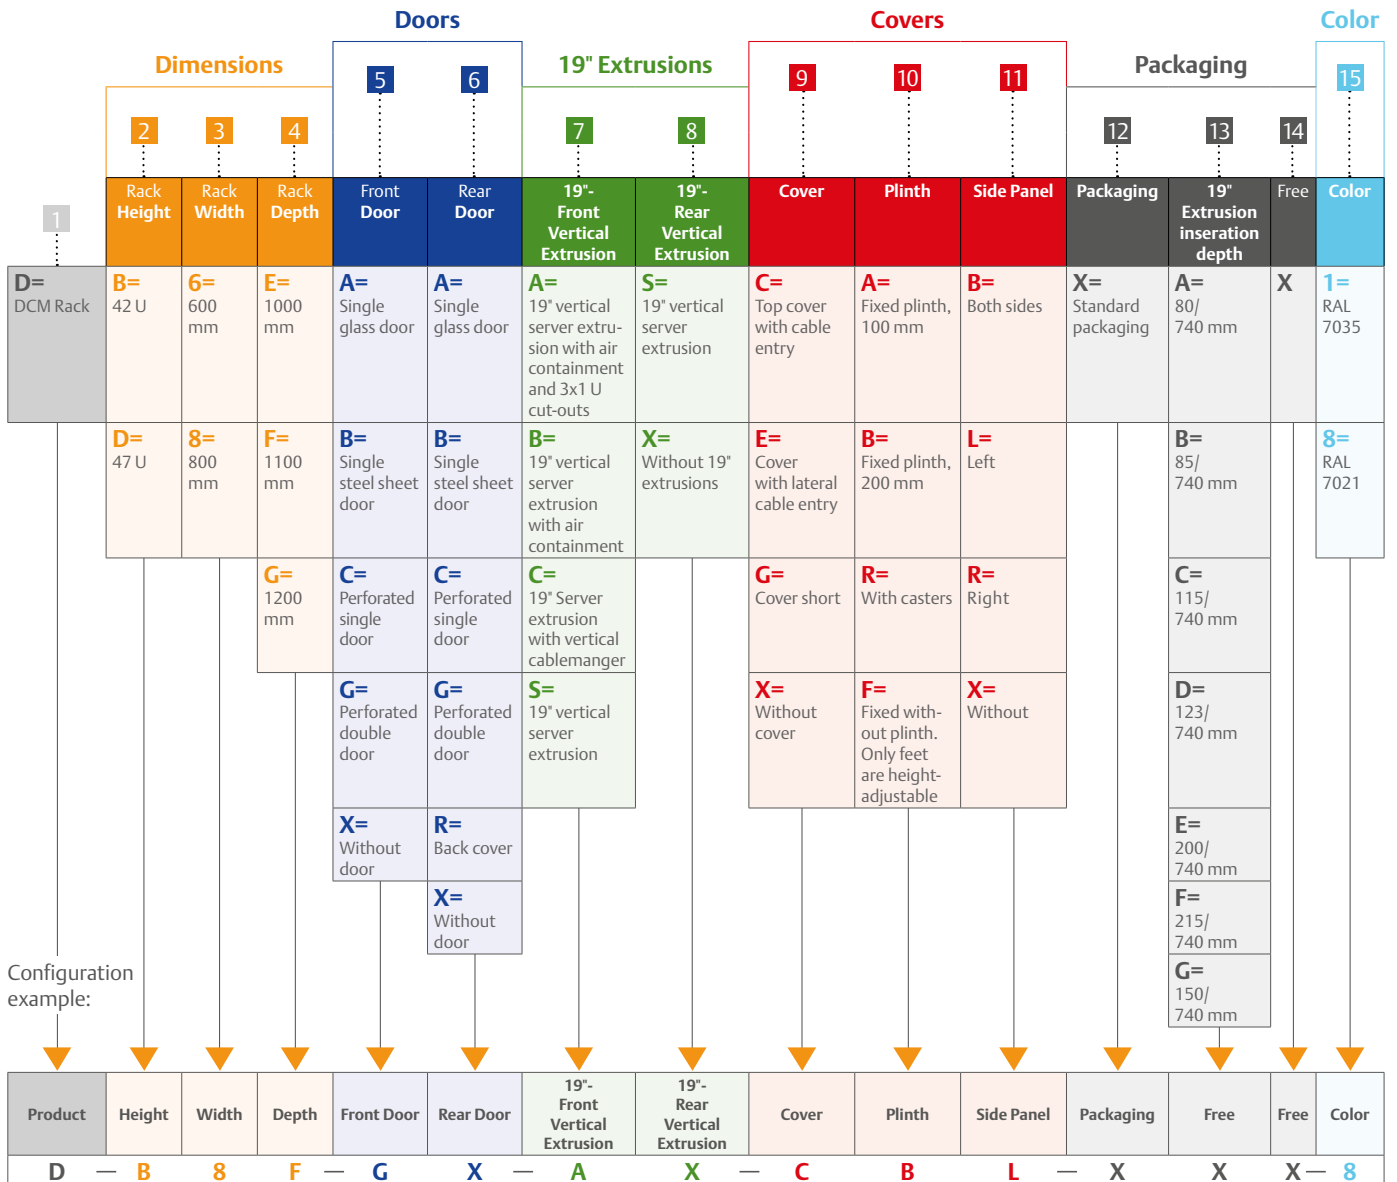 Doors
Covers
Color
Dimensions
19" Extrusions
Packaging
5
6
9
10
11
15
2
3
4
7
8
12
13
14
1
Rack
Height
Rack
Width
Rack
Depth
Front
Door
Rear
Door
19"-
Front
Vertical
Extrusion
19"-
Rear
Vertical
Extrusion
Cover
Plinth
Side Panel
Packaging
19"
Extrusion
inseration
depth
Free
Color
D=
DCM Rack
B=
42 U
6=
600
mm
E=
1000
mm
A=
Single
glass door
A=
Single
glass door
A=
19" vertical
server extru-
sion with air
containment
and 3x1 U
cut-outs
S=
19" vertical
server
extrusion
C=
Top cover
with cable
entry
A=
Fixed plinth,
100 mm
B=
Both sides
X=
Standard
packaging
A=
80/
740 mm
X
1=
RAL
7035
D=
47 U
8=
800
mm
F=
1100
mm
B=
Single
steel sheet
door
B=
Single
steel sheet
door
B=
19" vertical
server
extrusion
with air
containment
X=
Without 19"
extrusions
E=
Cover
with lateral
cable entry
B=
Fixed plinth,
200 mm
L=
Left
B=
85/
740 mm
8=
RAL
7021
G=
1200
mm
C=
Perforated
single
door
C=
Perforated
single
door
C=
19" Server
extrusion
with vertical
cablemanger
G=
Cover short
R=
With casters
R=
Right
C=
115/
740 mm
G=
Perforated
double
door
G=
Perforated
double
door
S=
19" vertical
server
extrusion
X=
Without
cover
F=
Fixed with-
out plinth.
Only feet
are height-
adjustable
X=
Without
D=
123/
740 mm
X=
Without
door
R=
Back cover
E=
200/
740 mm
X=
Without
door
F=
215/
740 mm
G=
150/
740 mm
Configuration
example:
Product
Height
Width
Depth
Front Door
Rear Door
19"-
Front
Vertical
Extrusion
19"-
Rear
Vertical
Extrusion
Cover
Plinth
Side Panel
Packaging
Free
Free
Color
D — B 8 F — G X — A X — C B L — X X X — 8